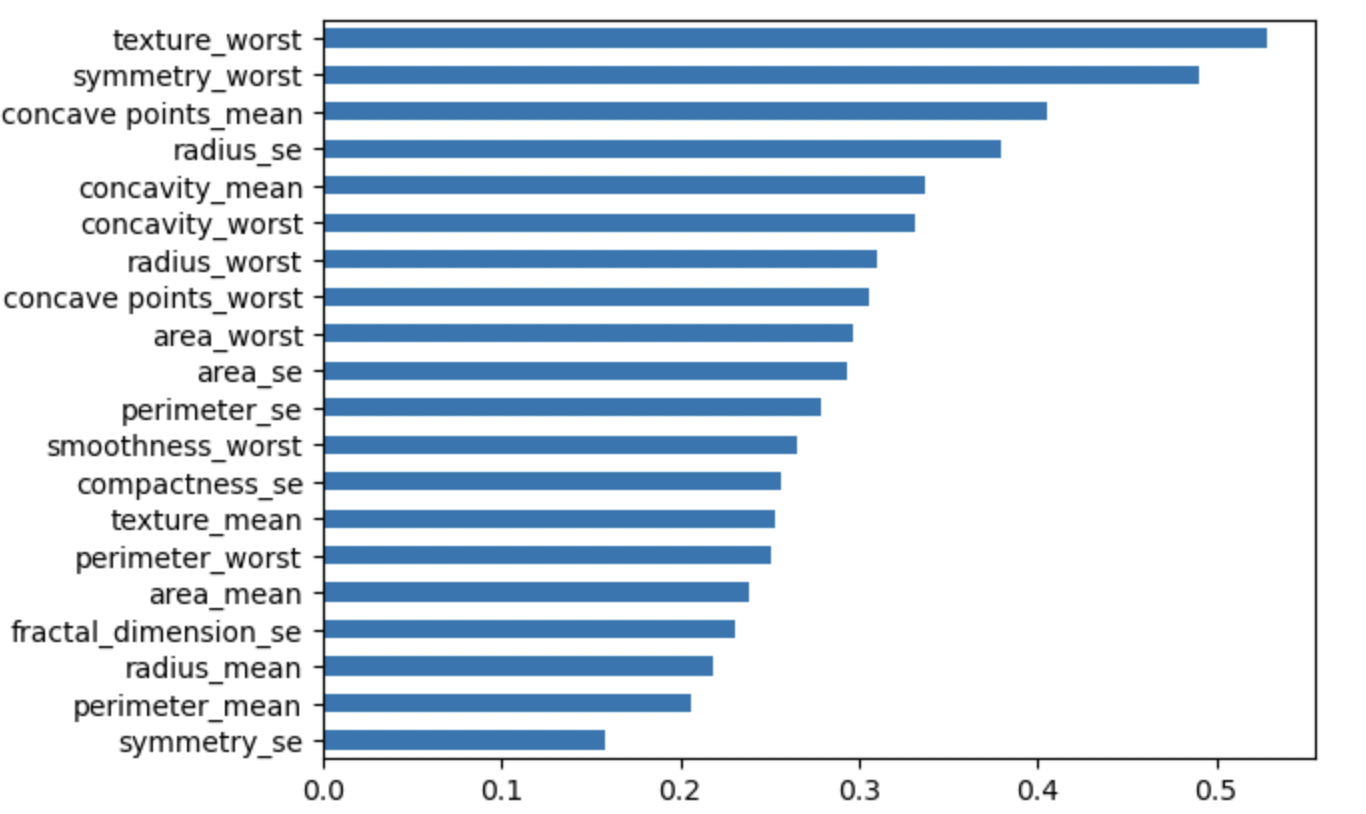 texture_worst
symmetry_worst
concave points_mean
radius_se
concavity_mean
concavity_worst
radius_worst
concave points_worst
area_worst
area_se
perimeter_se
smoothness_worst
compactness_se
texture_mean
perimeter_worst
area_mean
fractal_dimension_se
radius_mean
perimeter_mean
symmetry_se
0.0 0.1 0.2 0.3 0.4 0.5